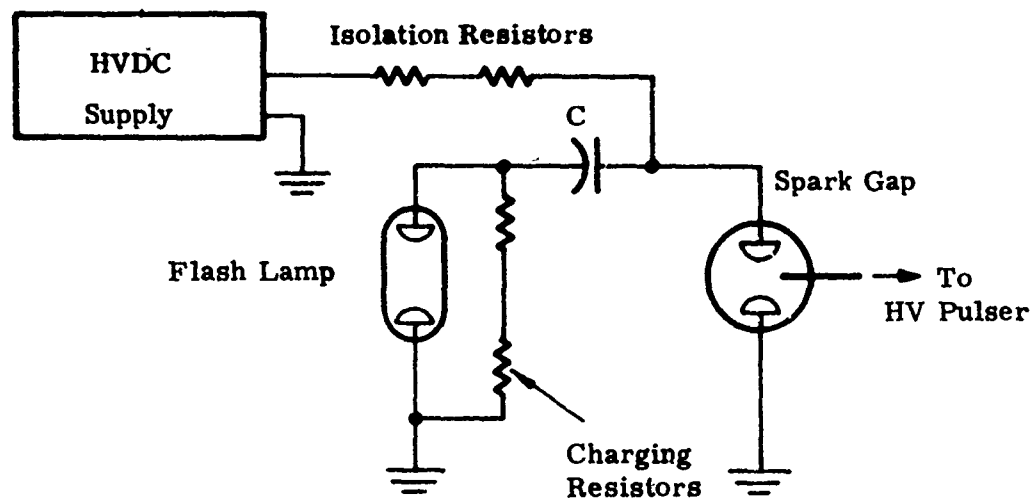 HVDC
Supply
Isolation Resistors
C
Spark Gap
Flash Lamp
To
HV Pulser
Charging
Resistors